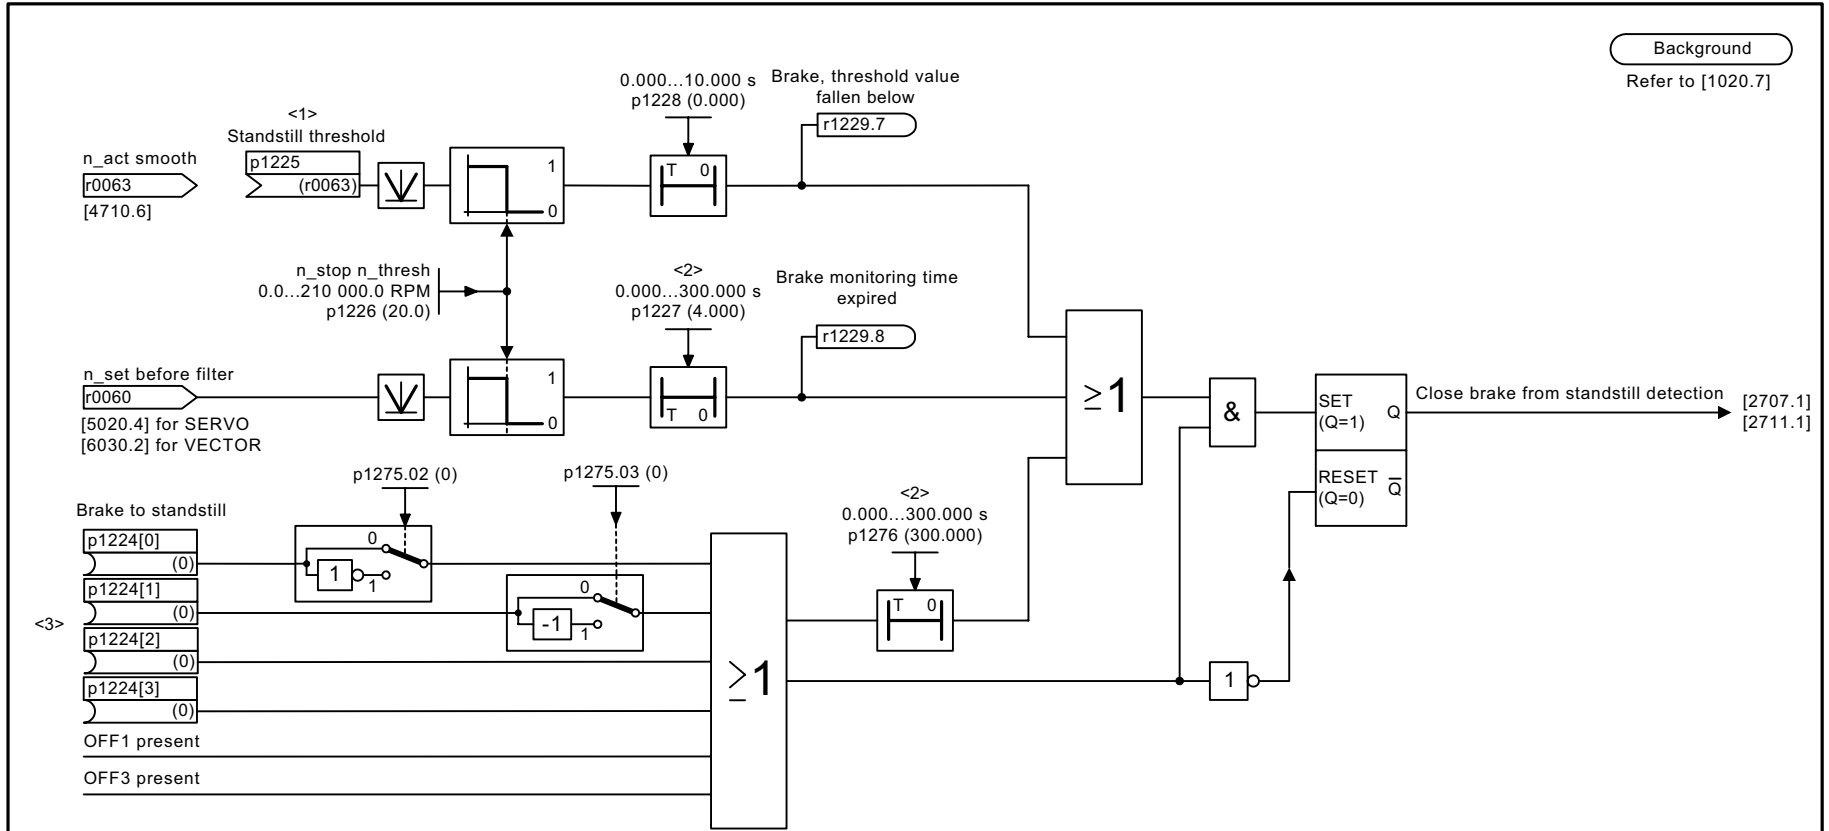 Background
Refer to [1020.7]
0.000...10.000 s
p1228 (0.000)
Brake, threshold value
fallen below
r1229.7
<1>
Standstill threshold
n_act smooth
p1225
r0063
(r0063)
[4710.6]
1
0
T 0
n_stop n_thresh
0.0...210 000.0 RPM
p1226 (20.0)
<2>
0.000...300.000 s
p1227 (4.000)
Brake monitoring time
expired
r1229.8
n_set before filter
r0060
[5020.4] for SERVO
[6030.2] for VECTOR
1
0
T 0
≥1
&
SET
(Q=1)
Q
RESET
(Q=0)
Q̅
Close brake from standstill detection
[2707.1]
[2711.1]
p1275.02 (0)
p1275.03 (0)
<2>
0.000...300.000 s
p1276 (300.000)
Brake to standstill
p1224[0]
(0)
0
1
1
p1224[1]
(0)
0
-1
1
T 0
<3>
p1224[2]
(0)
p1224[3]
(0)
≥1
1
OFF1 present
OFF3 present